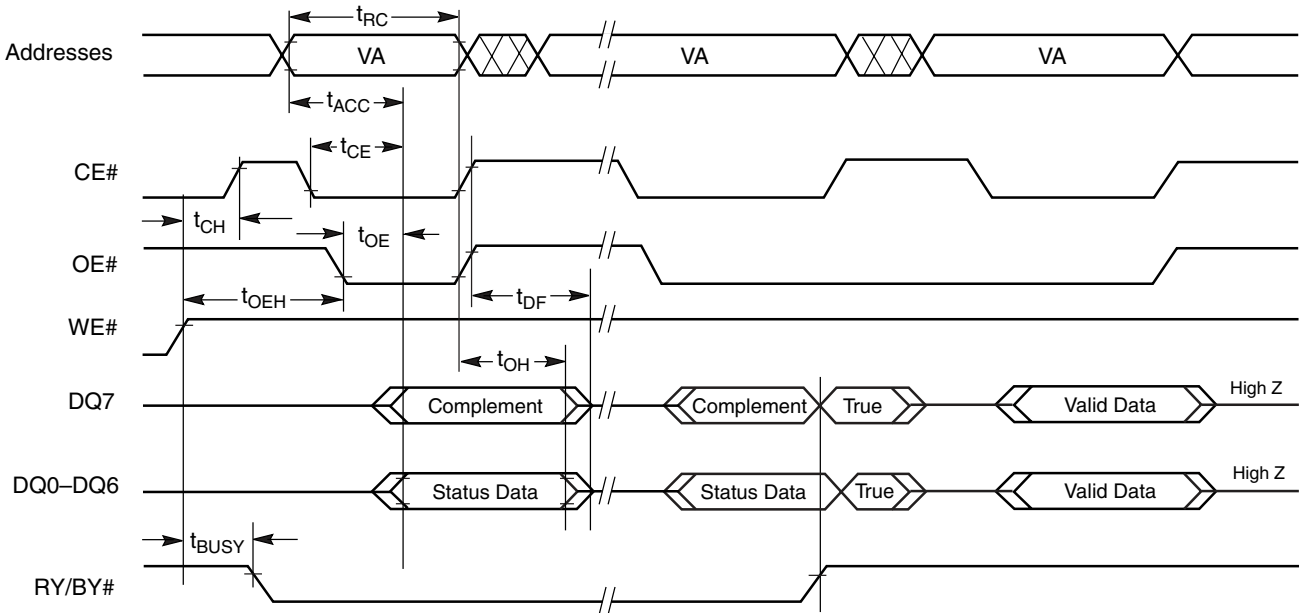 tRC
Addresses VA VA VA
tACC
tCE
CE#
tCH tOE
OE#
tOEH tDF
WE#
tOH
DQ7 Complement Complement True Valid Data High Z
DQ0–DQ6 Status Data Status Data True Valid Data High Z
tBUSY
RY/BY#